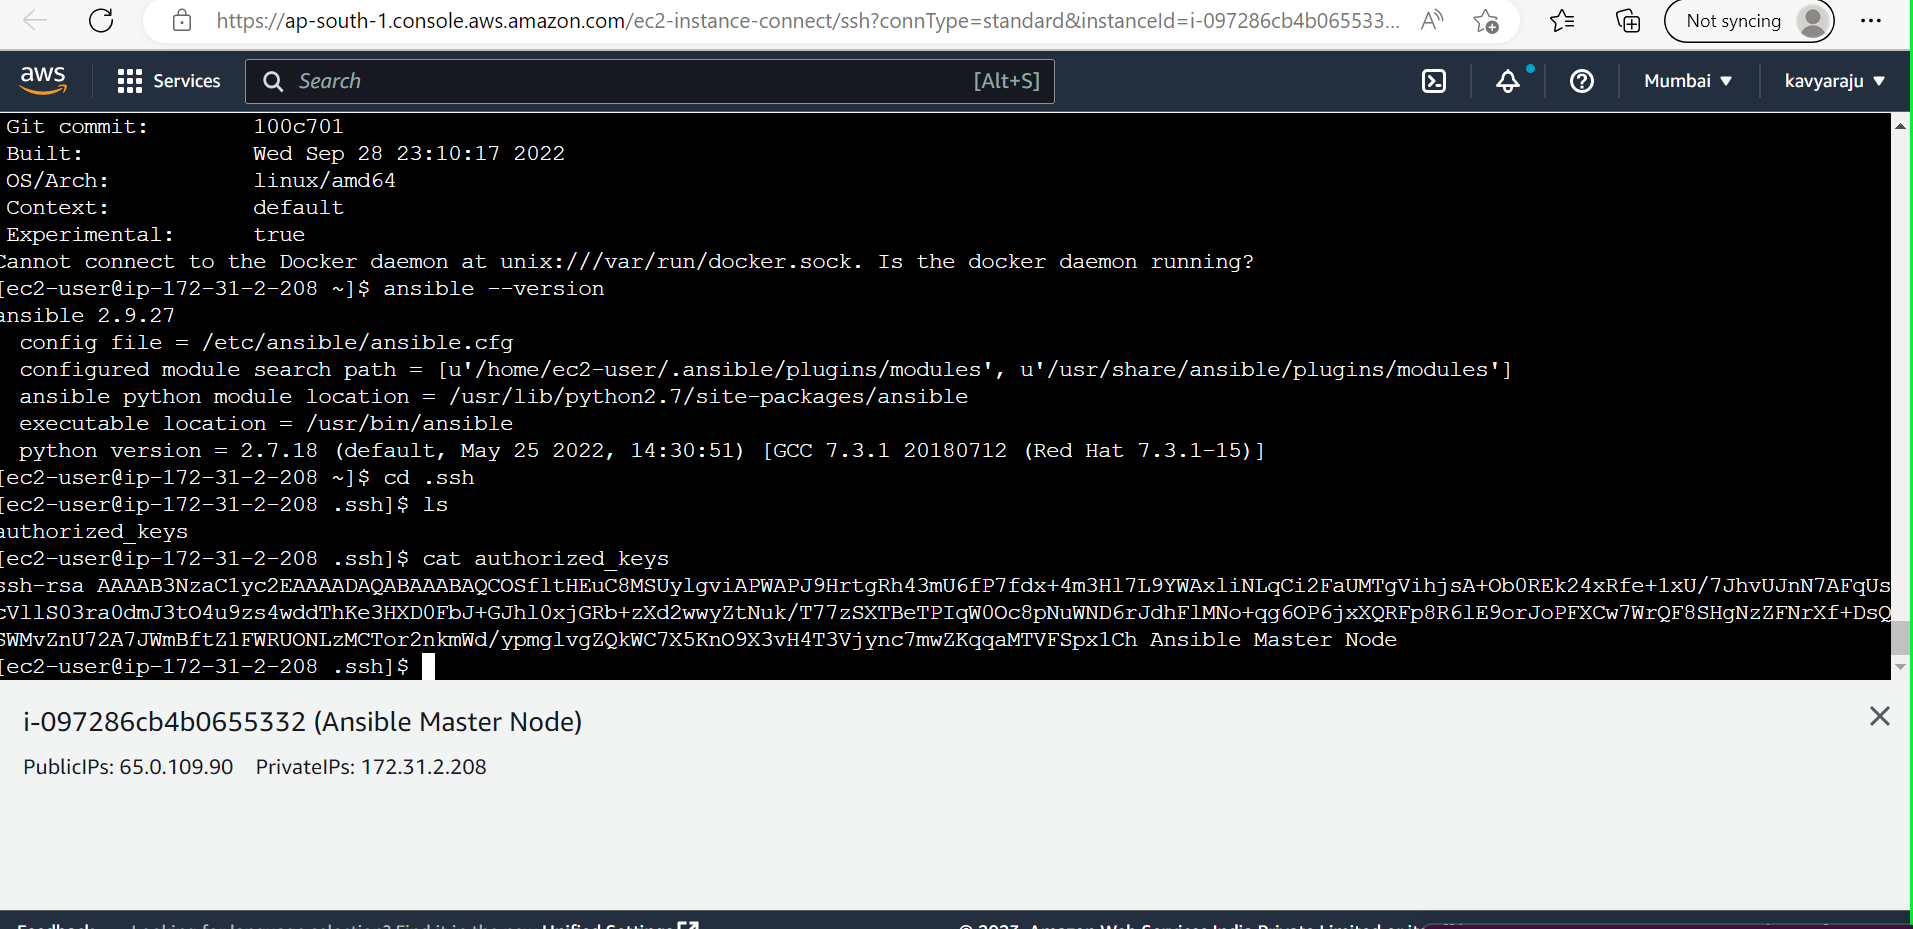 https://ap-south-1.console.aws.amazon.com/ec2-instance-connect/ssh?connType=standard&instanceId=i-097286cb4b065533...
Not syncing
aws
Services
Search
[Alt+S]
Mumbai
kavyaraju
Git commit: 100c701
Built: Wed Sep 28 23:10:17 2022
OS/Arch: linux/amd64
Context: default
Experimental: true
Cannot connect to the Docker daemon at unix:///var/run/docker.sock. Is the docker daemon running?
[ec2-user@ip-172-31-2-208 ~]$ ansible --version
ansible 2.9.27
config file = /etc/ansible/ansible.cfg
configured module search path = [u'/home/ec2-user/.ansible/plugins/modules', u'/usr/share/ansible/plugins/modules']
ansible python module location = /usr/lib/python2.7/site-packages/ansible
executable location = /usr/bin/ansible
python version = 2.7.18 (default, May 25 2022, 14:30:51) [GCC 7.3.1 20180712 (Red Hat 7.3.1-15)]
[ec2-user@ip-172-31-2-208 ~]$ cd .ssh
[ec2-user@ip-172-31-2-208 .ssh]$ ls
authorized_keys
[ec2-user@ip-172-31-2-208 .ssh]$ cat authorized_keys
ssh-rsa AAAAB3NzaC1yc2EAAAADAQABAAABAQCOSfltHEuC8MSUylgviAPWAPJ9HrtgRh43mU6fP7fdx+4m3Hl7L9YWAxliNLqCi2FaUMTgVihjsA+Ob0REk24xRfe+1xU/7JhvUJnN7AFqUs
cVllS03ra0dmJ3tO4u9zs4wddThKe3HXD0FbJ+GJhl0xjGRb+zXd2wwyZtNuk/T77zSXTBeTPIqW0Oc8pNuWND6rJdhFlMNo+qg6OP6jxXQRFp8R6lE9orJoPFXCw7WrQF8SHgNzZFNrXf+DsQ
SWMvZnU72A7JWmBftZ1FWRUONLzMCTor2nkmWd/ypmglvgZQkWC7X5KnO9X3vH4T3Vjync7mwZKqqaMTVFSpx1Ch Ansible Master Node
[ec2-user@ip-172-31-2-208 .ssh]$
i-097286cb4b0655332 (Ansible Master Node)
PublicIPs: 65.0.109.90 PrivateIPs: 172.31.2.208